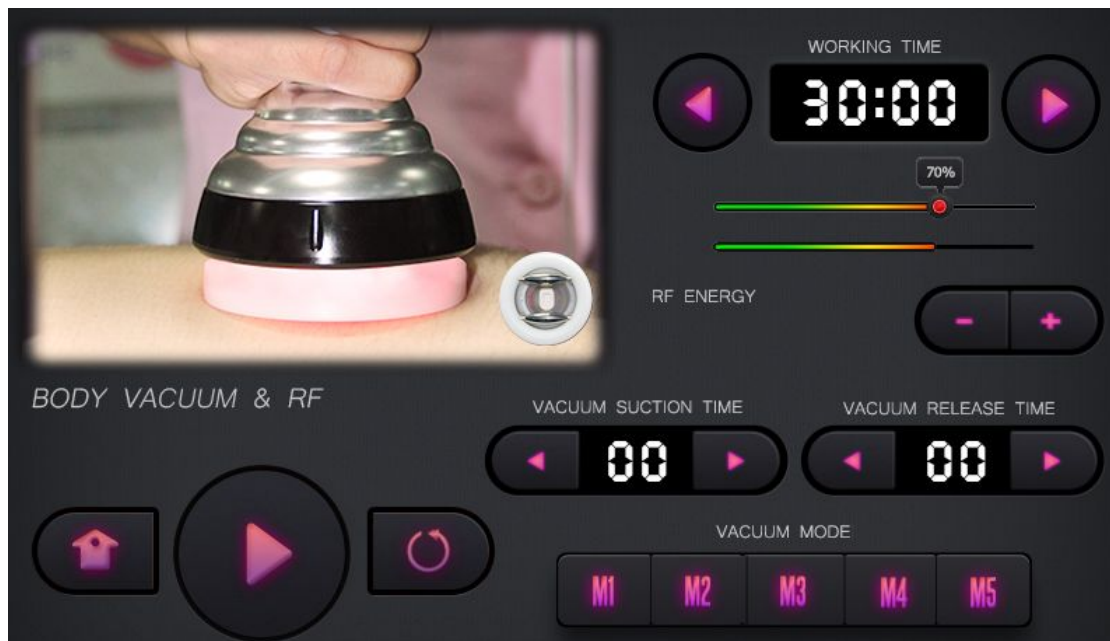 WORKING TIME
30:00
70%
RF ENERGY
- +
BODY VACUUM & RF
VACUUM SUCTION TIME
00
VACUUM RELEASE TIME
00
VACUUM MODE
M1 M2 M3 M4 M5